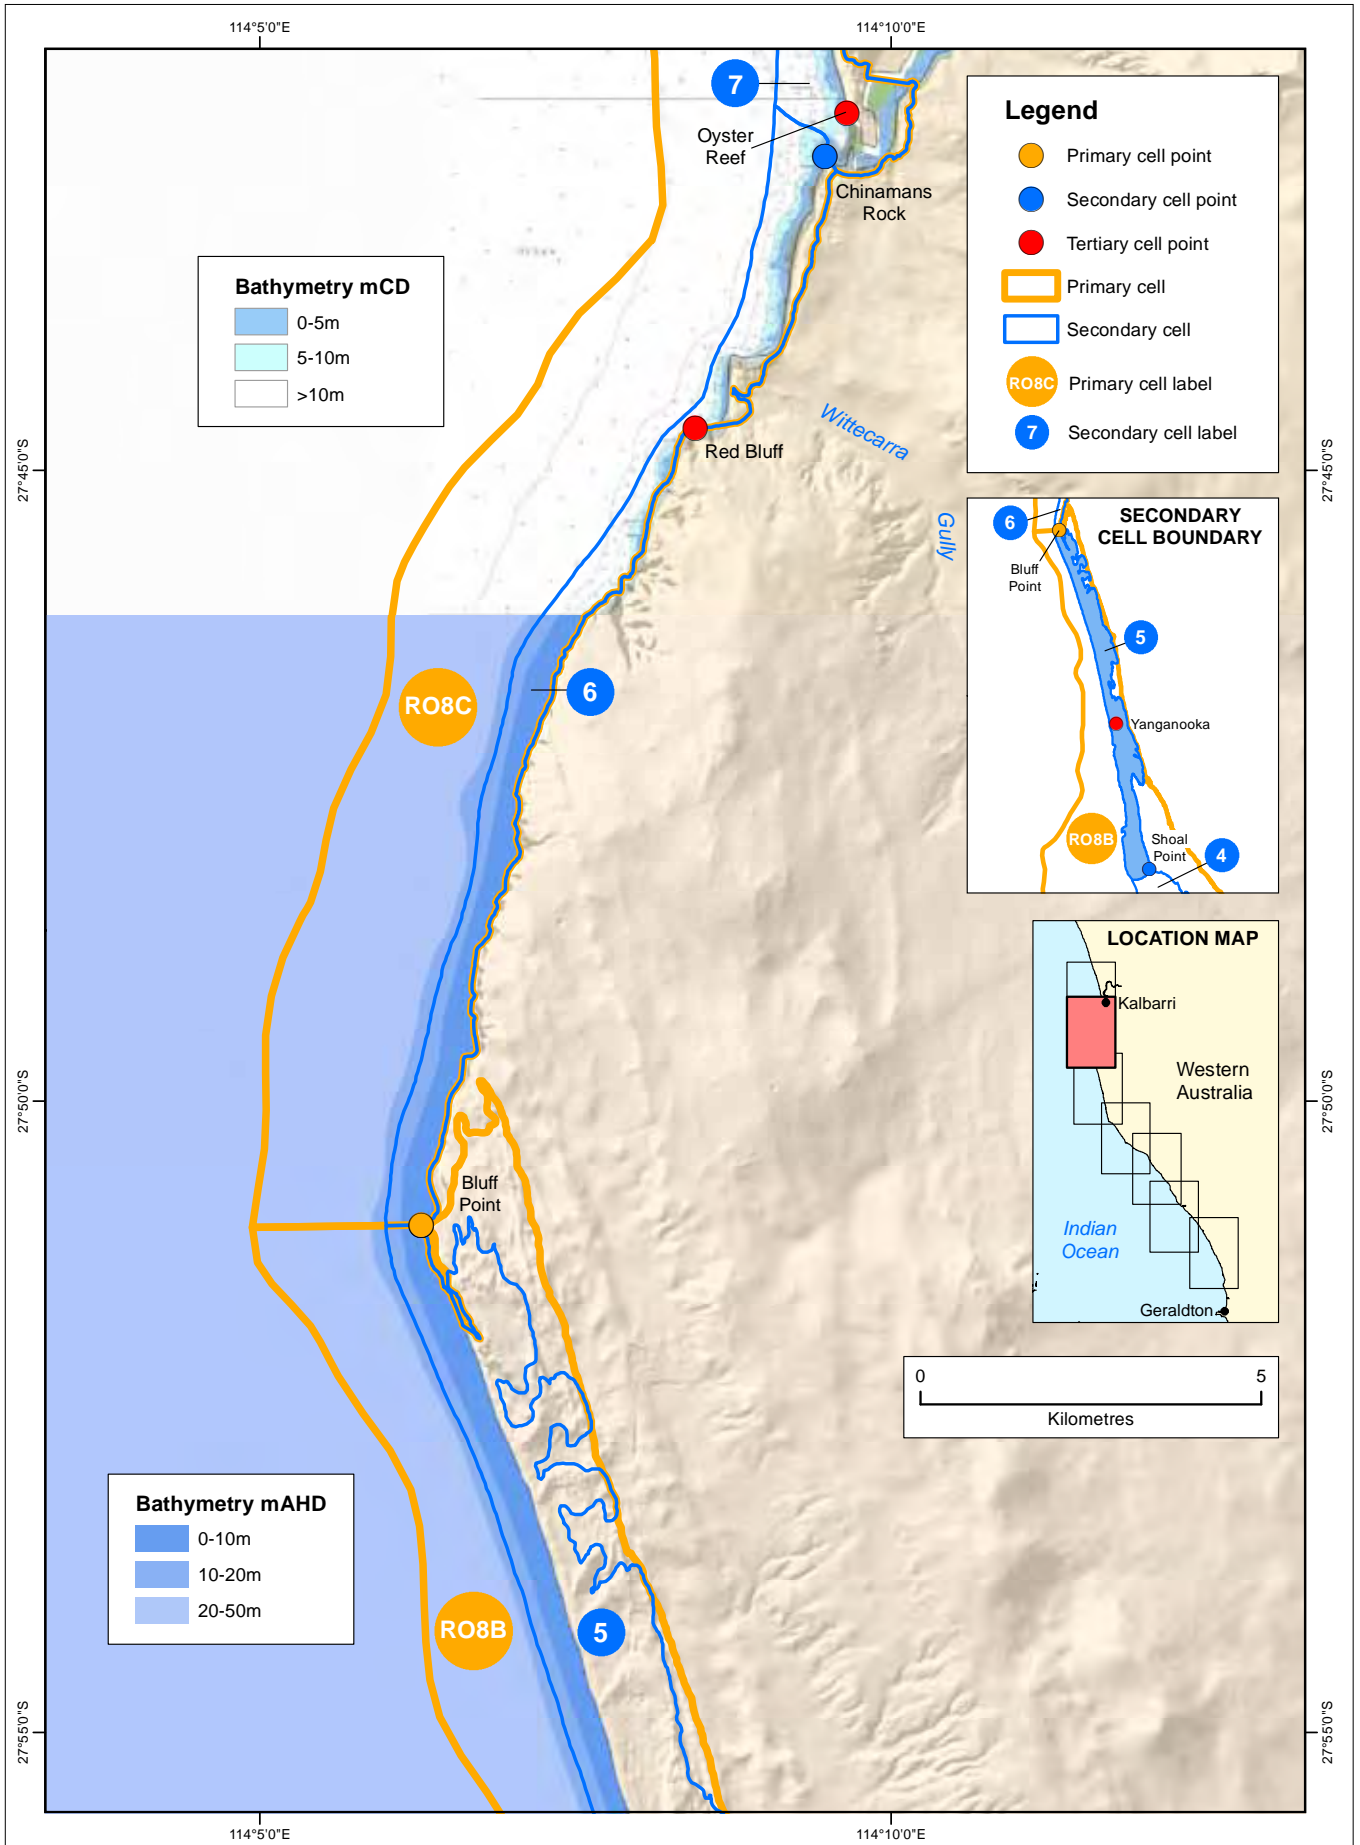 114°5'0"E
114°10'0"E
7
Oyster
Reef
Chinamans
Rock
Legend
Primary cell point
Secondary cell point
Tertiary cell point
Primary cell
Secondary cell
RO8C
Primary cell label
7
Secondary cell label
Bathymetry mCD
0-5m
5-10m
>10m
Red Bluff
Wittecarra
Gully
27°45'0"S
27°45'0"S
6
SECONDARY
CELL BOUNDARY
Bluff
Point
5
Yanganooka
RO8B
Shoal
Point
4
RO8C
6
LOCATION MAP
Kalbarri
Western
Australia
Indian
Ocean
Geraldton
27°50'0"S
27°50'0"S
Bluff
Point
0
5
Kilometres
Bathymetry mAHD
0-10m
10-20m
20-50m
RO8B
5
27°55'0"S
27°55'0"S
114°5'0"E
114°10'0"E